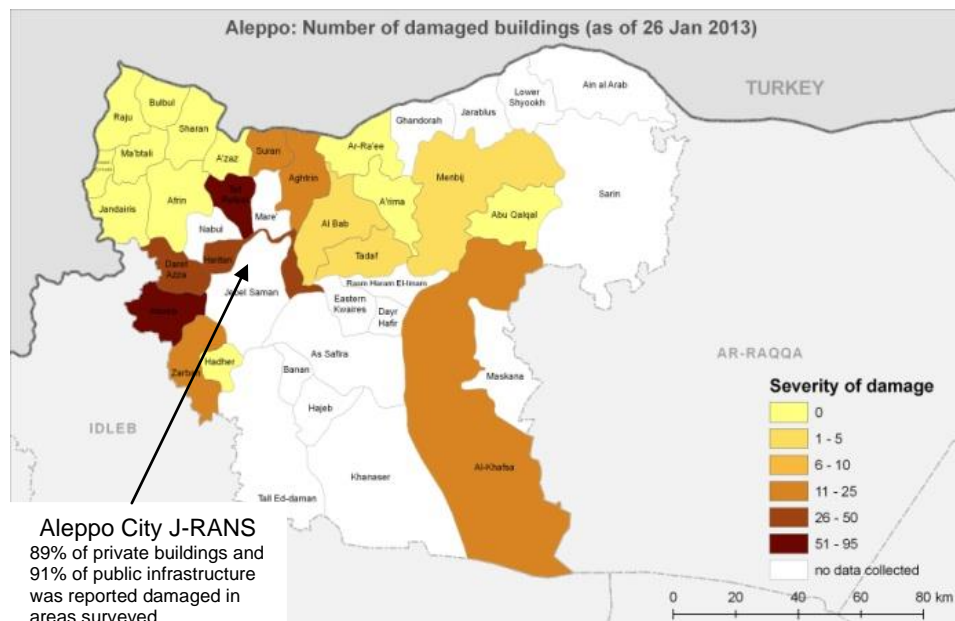 Aleppo: Number of damaged buildings (as of 26 Jan 2013)
TURKEY
Ain al Arab
Lower
Shyookh
Jarablus
Ghandorah
Bulbul
Raju
Sharan
Ma'btali
A'zaz
Suran
Aghtrin
Ar-Ra'ee
Menbij
Sarin
Jandairis
Afrin
Mare'
A'rima
Abu Qalqal
Nabul
Al Bab
Tadaf
Daret
Azza
Haritan
Jebel Saman
Rasm Haram El-Imam
Eastern
Kwaires
Dayr
Hafir
As Safira
Banan
Hajeb
Maskana
Zarbah
Hadher
IDLEB
AR-RAQQA
Al-Khafsa
Khanaser
Tall Ed-daman
Severity of damage
0
1 - 5
6 - 10
11 - 25
26 - 50
51 - 95
no data collected
0 20 40 60 80 km
Aleppo City J-RANS
89% of private buildings and
91% of public infrastructure
was reported damaged in
areas surveyed